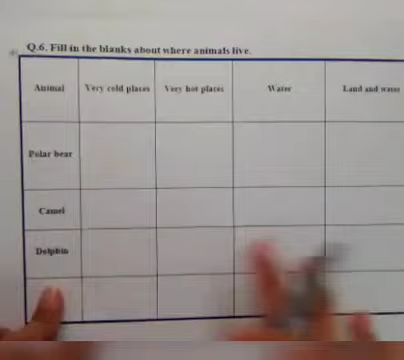 Q.6. Fill in the blanks about where animals live.
Animal Very cold places Very hot places Water Land and water
Polar bear
Camel
Dolphin